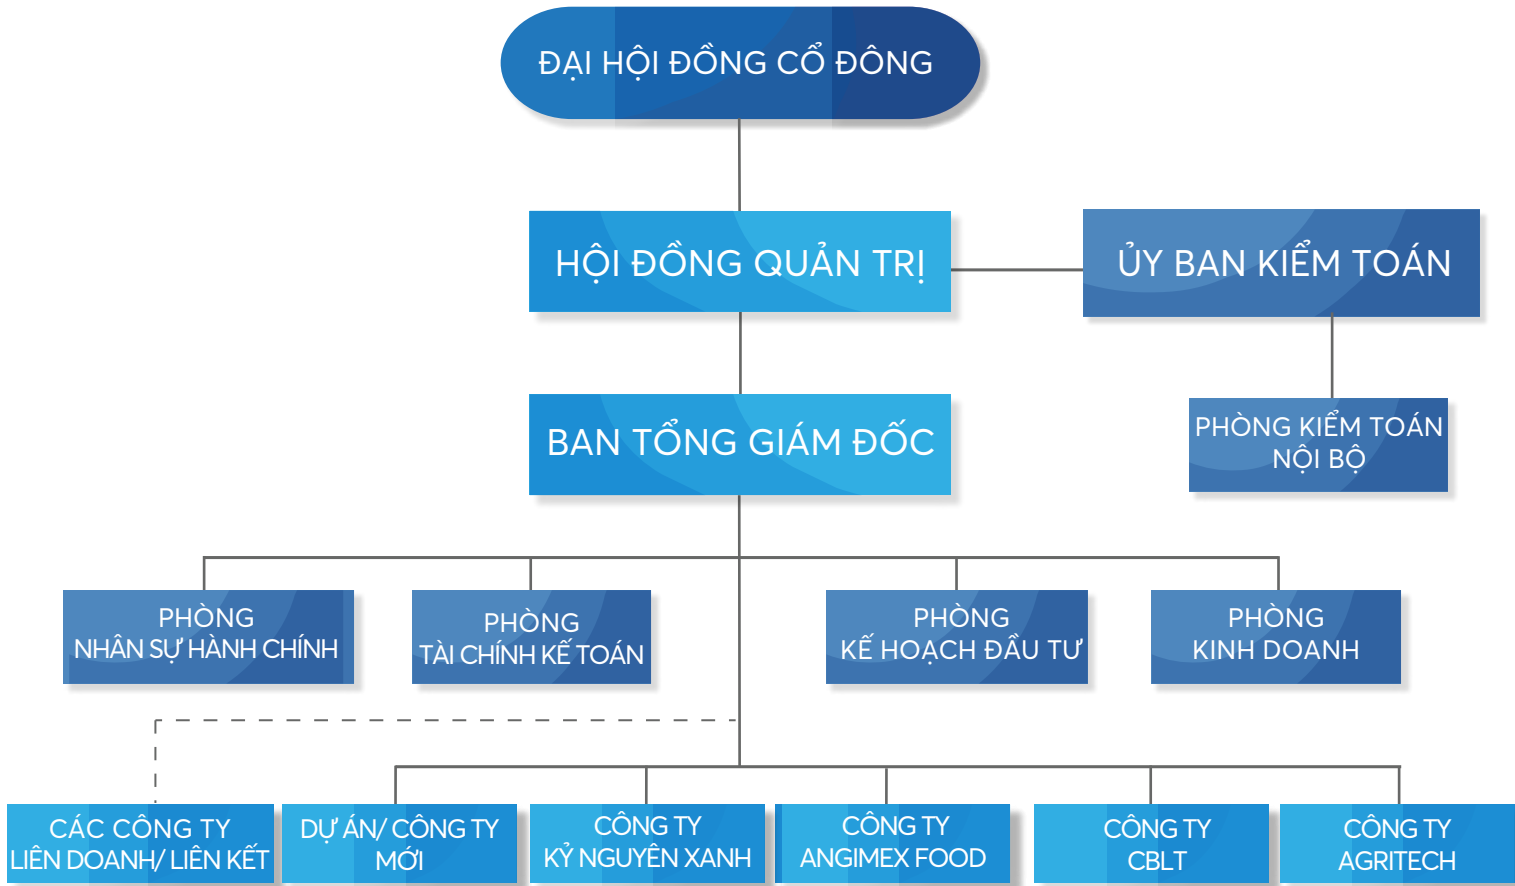 ĐẠI HỘI ĐỒNG CỔ ĐÔNG
HỘI ĐỒNG QUẢN TRỊ
ỦY BAN KIỂM TOÁN
BAN TỔNG GIÁM ĐỐC
PHÒNG KIỂM TOÁN
NỘI BỘ
PHÒNG
NHÂN SỰ HÀNH CHÍNH
PHÒNG
TÀI CHÍNH KẾ TOÁN
PHÒNG
KẾ HOẠCH ĐẦU TƯ
PHÒNG
KINH DOANH
CÁC CÔNG TY
LIÊN DOANH/ LIÊN KẾT
DỰ ÁN/ CÔNG TY
MỚI
CÔNG TY
KỶ NGUYÊN XANH
CÔNG TY
ANGIMEX FOOD
CÔNG TY
CBLT
CÔNG TY
AGRITECH